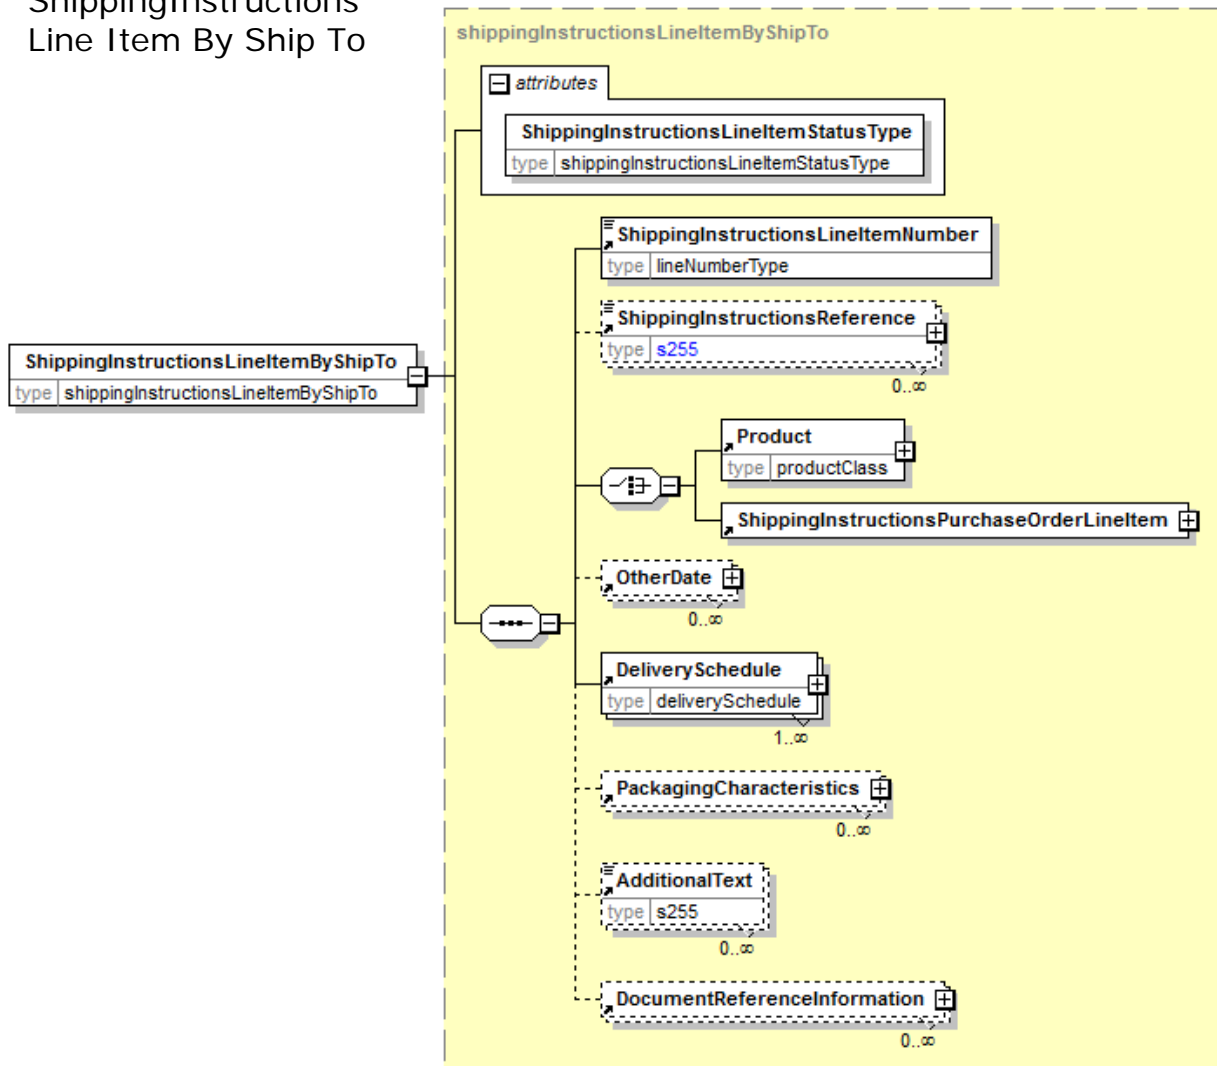 ShippingInstructions
Line Item By Ship To
shippingInstructionsLineItemByShipTo
attributes
ShippingInstructionsLineItemStatusType
type shippingInstructionsLineItemStatusType
ShippingInstructionsLineItemNumber
type lineNumberType
ShippingInstructionsReference
type s255
0..∞
ShippingInstructionsLineItemByShipTo
type shippingInstructionsLineItemByShipTo
Product
type productClass
ShippingInstructionsPurchaseOrderLineItem
OtherDate
0..∞
DeliverySchedule
type deliverySchedule
1..∞
PackagingCharacteristics
0..∞
AdditionalText
type s255
0..∞
DocumentReferenceInformation
0..∞